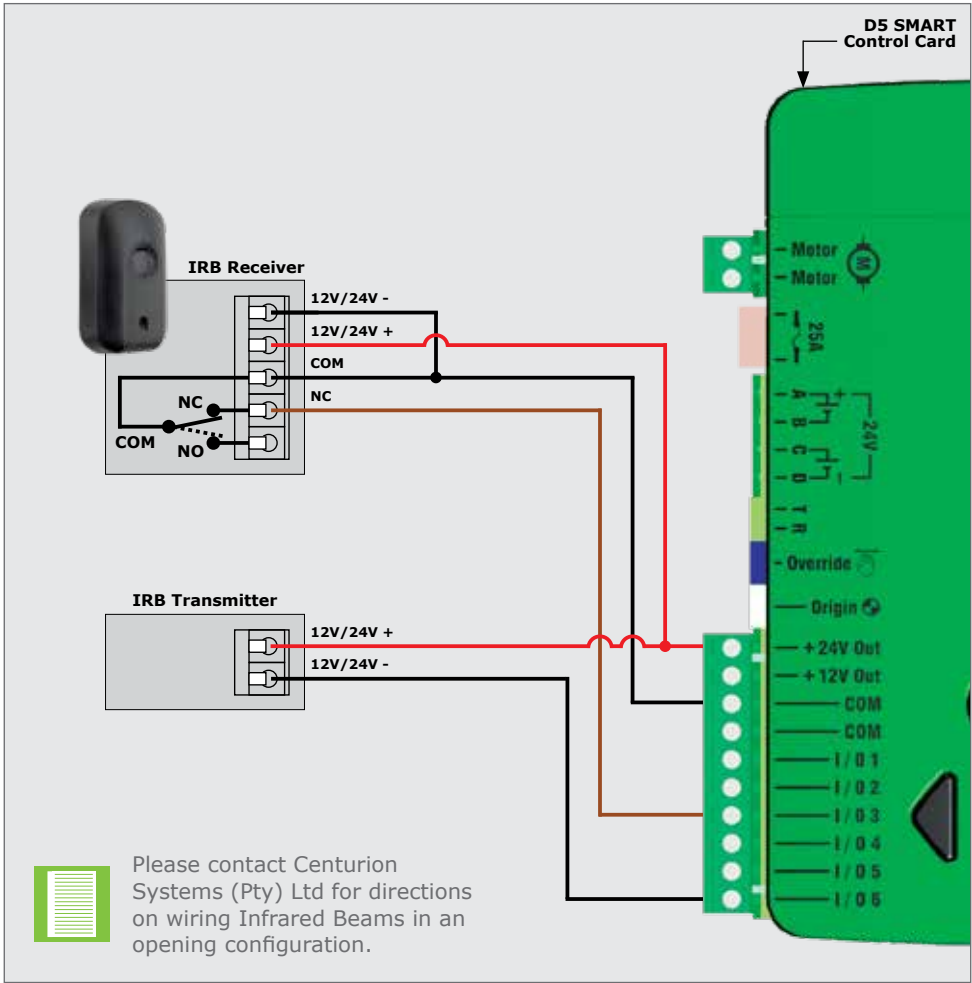 D5 SMART
Control Card
IRB Receiver
12V/24V -
12V/24V +
COM
NC
NC
COM
NO
IRB Transmitter
12V/24V +
12V/24V -
Motor
Motor
M
25A
A
B
C
D
+
–
24V
T
R
Override
Origin
+ 24V Out
+ 12V Out
COM
COM
I / O 1
I / O 2
I / O 3
I / O 4
I / O 5
I / O 6
Please contact Centurion
Systems (Pty) Ltd for directions
on wiring Infrared Beams in an
opening configuration.